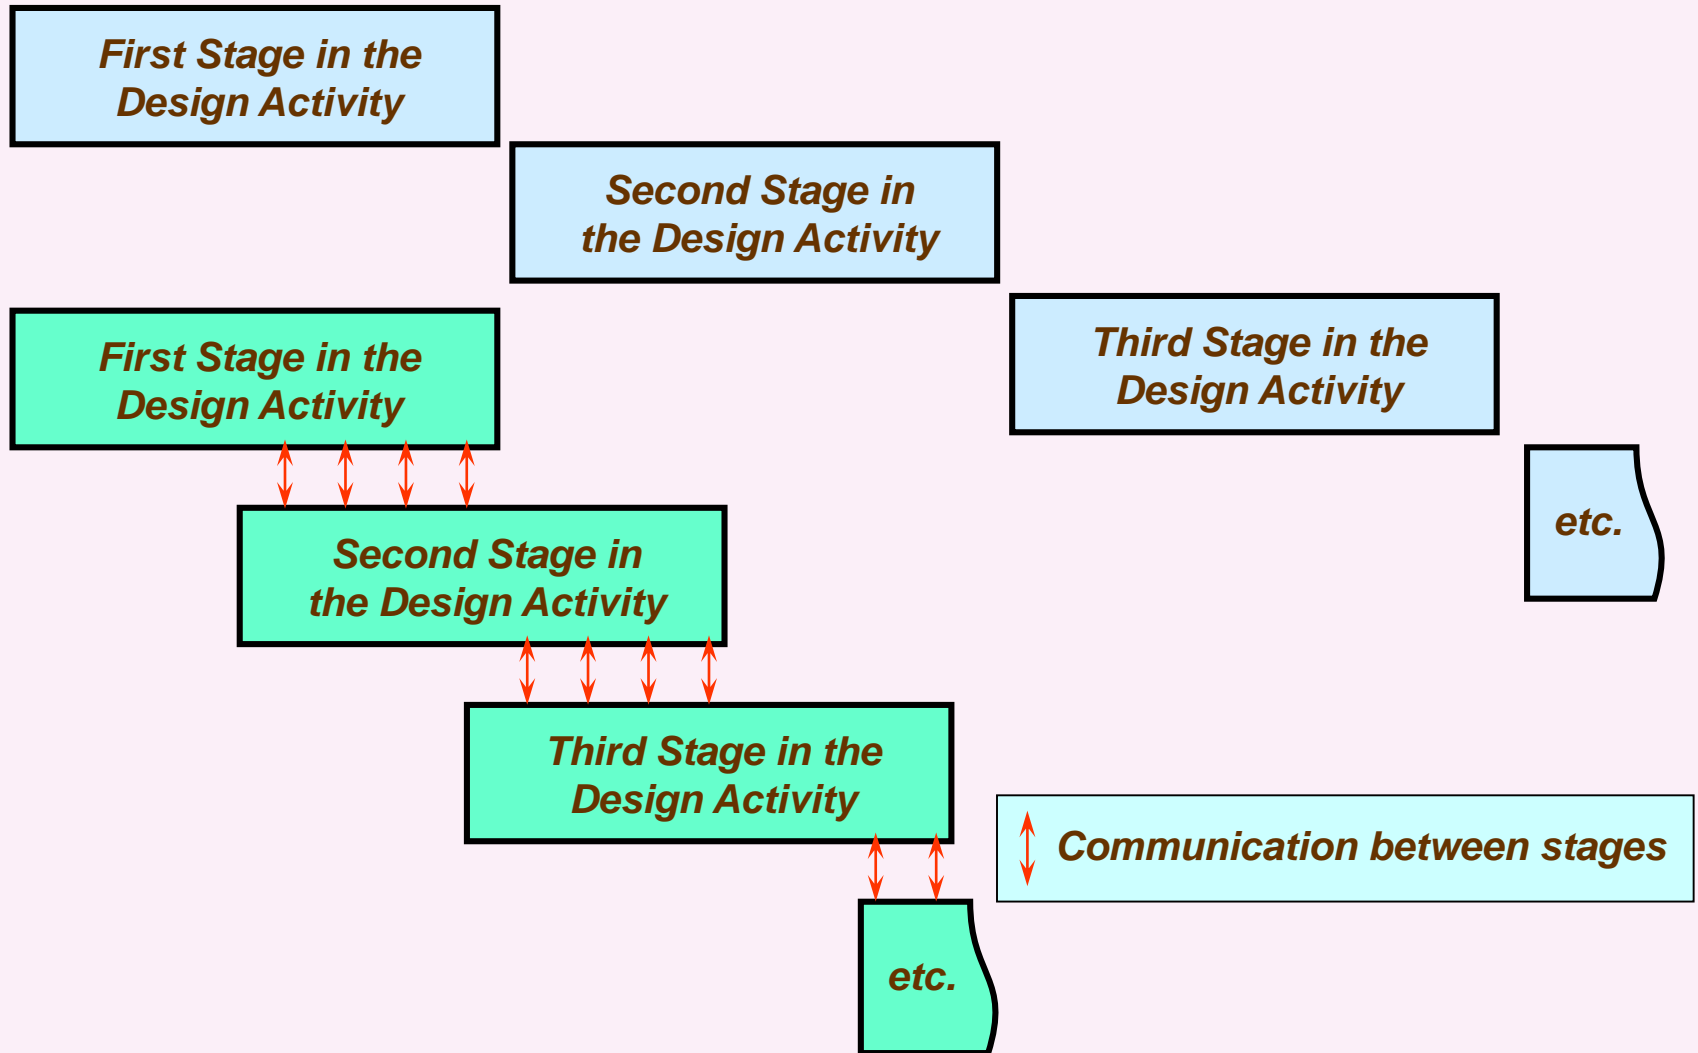 First Stage in the
Design Activity
Second Stage in
the Design Activity
Third Stage in the
Design Activity
etc.
First Stage in the
Design Activity
Second Stage in
the Design Activity
Third Stage in the
Design Activity
etc.
Communication between stages